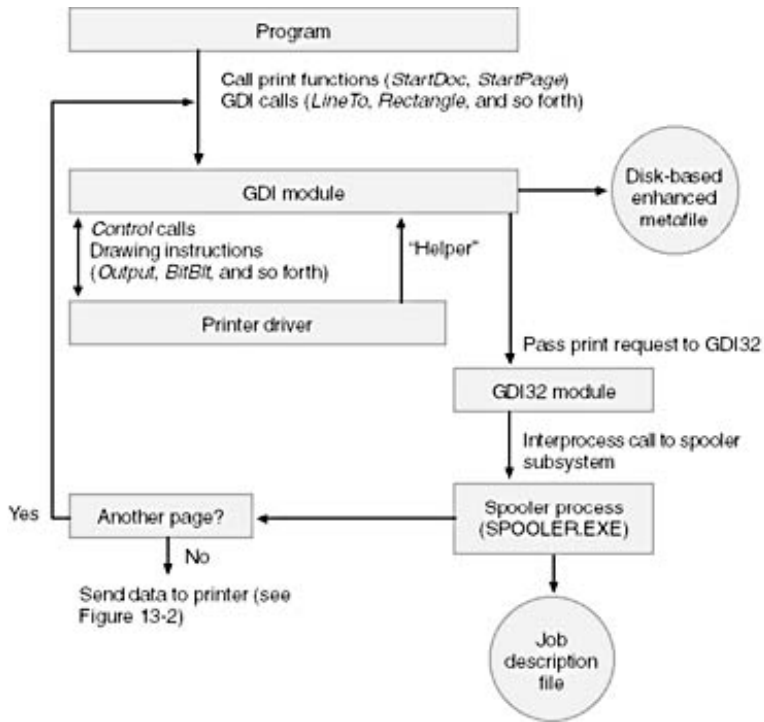 Program
Call print functions (StartDoc, StartPage)
GDI calls (LineTo, Rectangle, and so forth)
GDI module
Disk-based
enhanced
metafile
Control calls
Drawing instructions
(Output, BitBlt, and so forth)
"Helper"
Printer driver
Pass print request to GDI32
GDI32 module
Interprocess call to spooler
subsystem
Yes
Another page?
Spooler process
(SPOOLER.EXE)
No
Send data to printer (see
Figure 13-2)
Job
description
file